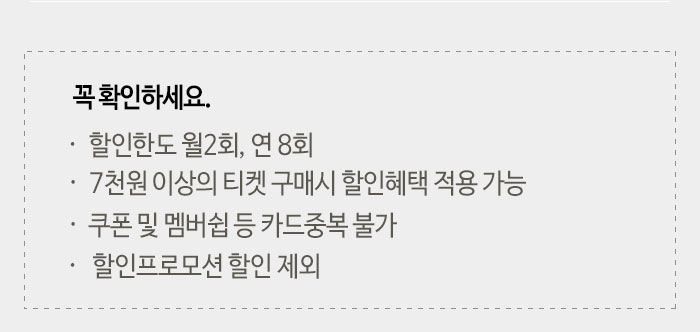 꼭 확인하세요.
· 할인한도 월2회, 연 8회
· 7천원 이상의 티켓 구매시 할인혜택 적용 가능
· 쿠폰 및 멤버쉽 등 카드중복 불가
· 할인프로모션 할인 제외